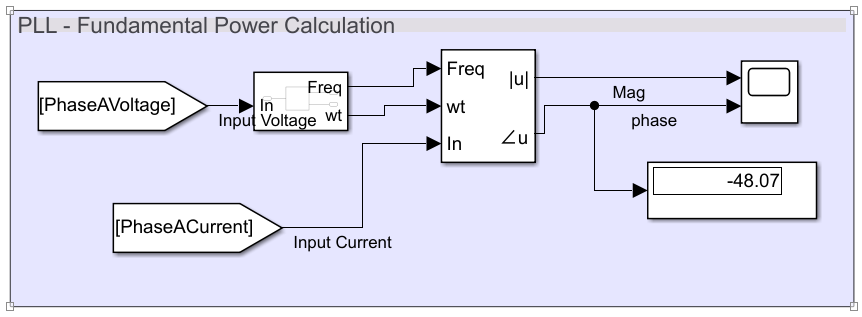 PLL - Fundamental Power Calculation
[PhaseAVoltage]
In
Freq
wt
Input Voltage
Freq
wt
In
|u|
∠u
Mag
phase
-48.07
[PhaseACurrent]
Input Current